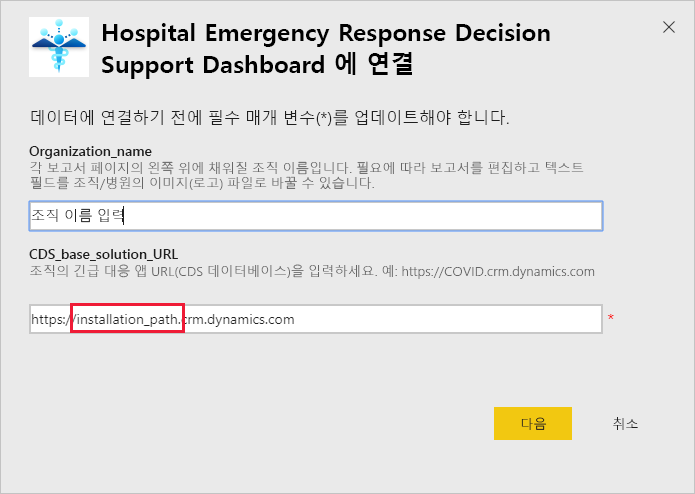 Hospital Emergency Response Decision
Support Dashboard 에 연결
데이터에 연결하기 전에 필수 매개 변수(*)를 업데이트해야 합니다.
Organization_name
각 보고서 페이지의 왼쪽 위에 채워질 조직 이름입니다. 필요에 따라 보고서를 편집하고 텍스트
필드를 조직/병원의 이미지(로고) 파일로 바꿀 수 있습니다.
조직 이름 입력
CDS_base_solution_URL
조직의 긴급 대응 앱 URL(CDS 데이터베이스)을 입력하세요. 예: https://COVID.crm.dynamics.com
https://installation_path.crm.dynamics.com *
다음 취소